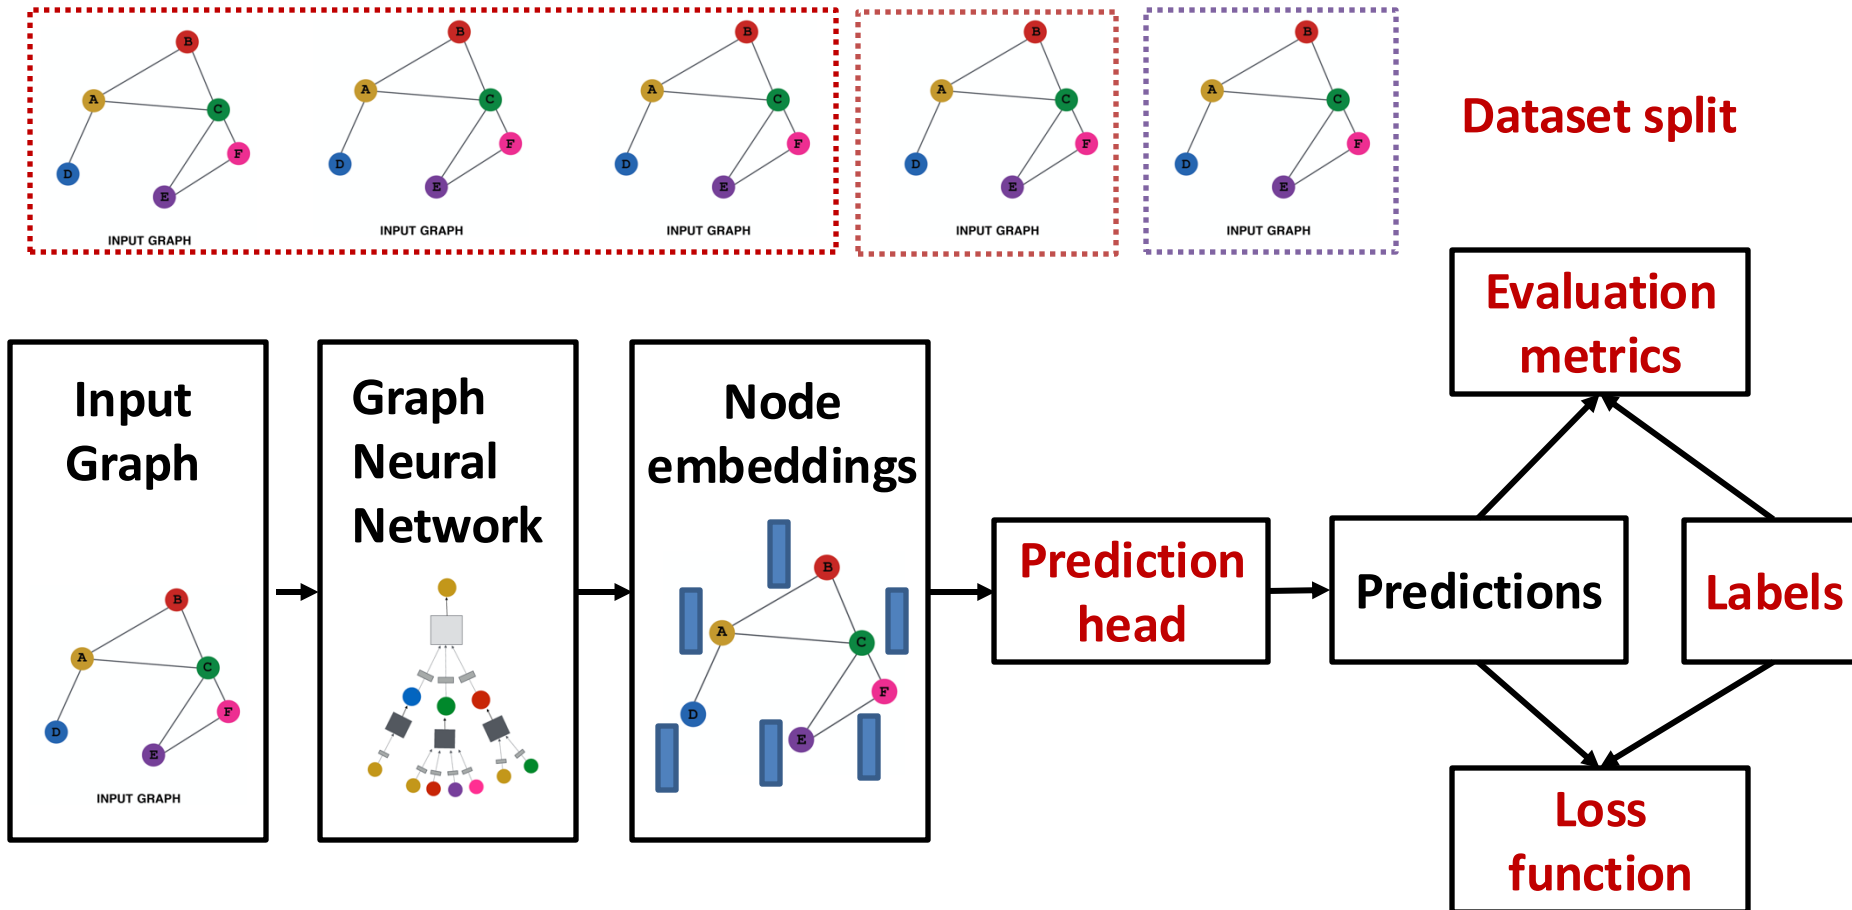 B
A
C
F
D
E
INPUT GRAPH
B
A
C
F
D
E
INPUT GRAPH
B
A
C
F
D
E
INPUT GRAPH
B
A
C
F
D
E
INPUT GRAPH
B
A
C
F
D
E
INPUT GRAPH
Dataset split
Input
Graph
B
A
C
F
D
E
INPUT GRAPH
Graph
Neural
Network
Node
embeddings
B
A
C
F
D
E
Prediction
head
Predictions
Labels
Evaluation
metrics
Loss
function